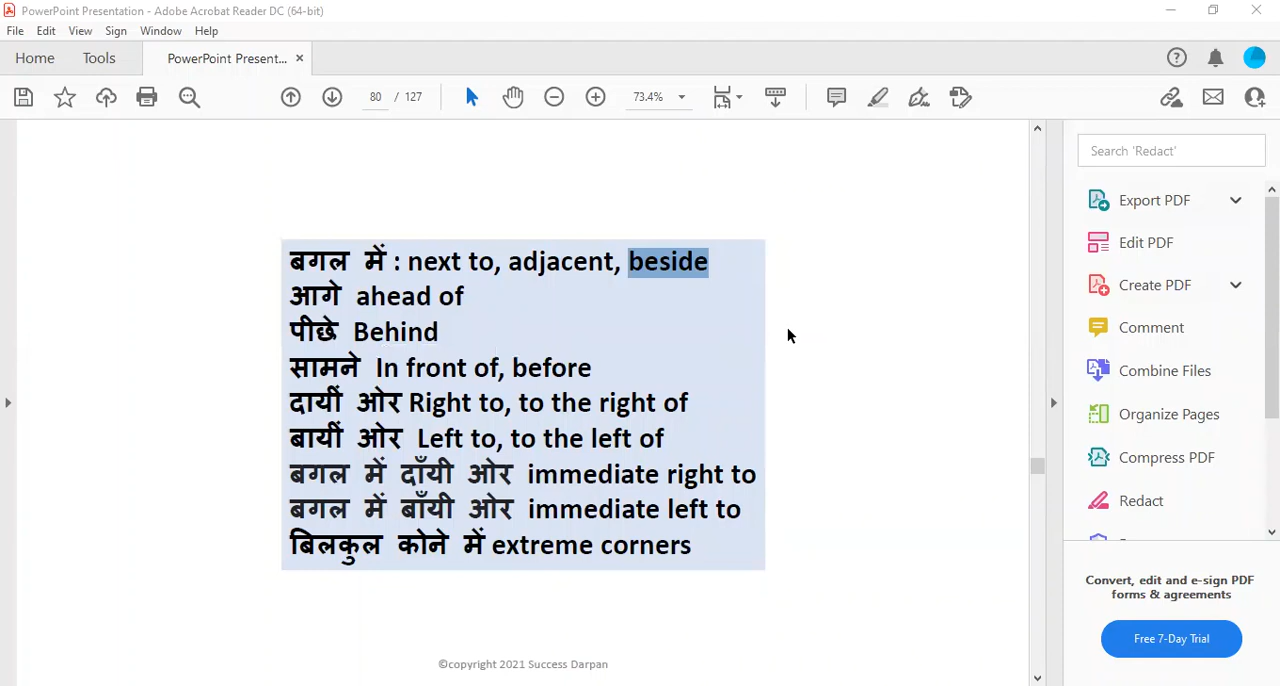 PowerPoint Presentation - Adobe Acrobat Reader DC (64-bit)
File Edit View Sign Window Help
Home Tools PowerPoint Present... ×
80 / 127 73.4%
Search 'Redact'
Export PDF
Edit PDF
Create PDF
Comment
Combine Files
Organize Pages
Compress PDF
Redact
Convert, edit and e-sign PDF
forms & agreements
Free 7-Day Trial
बगल में : next to, adjacent, beside
आगे ahead of
पीछे Behind
सामने In front of, before
दायीं ओर Right to, to the right of
बायीं ओर Left to, to the left of
बगल में दाँयी ओर immediate right to
बगल में बाँयी ओर immediate left to
बिलकुल कोने में extreme corners
©copyright 2021 Success Darpan